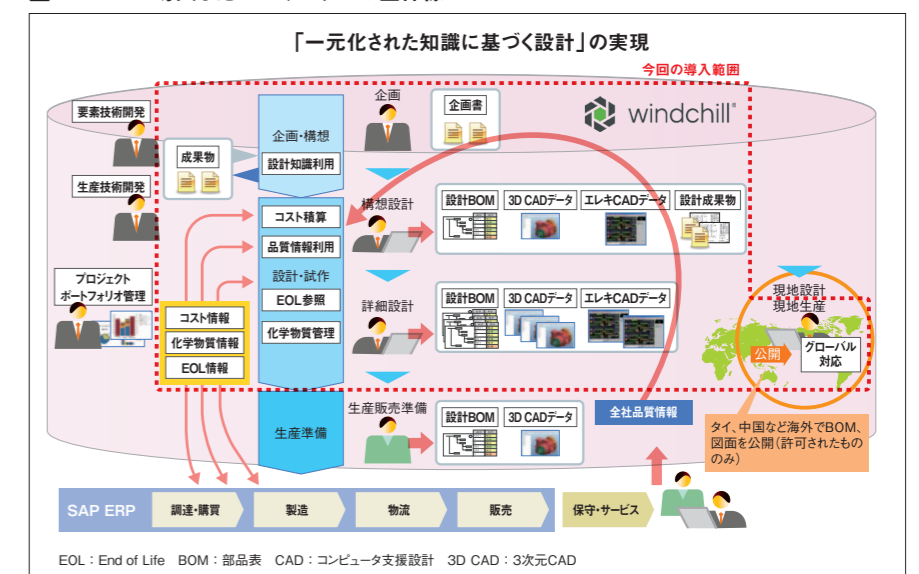 「一元化された知識に基づく設計」の実現
今回の導入範囲
要素技術開発
企画
企画書
windchill®
企画・構想
成果物
設計知識利用
生産技術開発
コスト積算
構想設計
設計BOM
3D CADデータ
エレキCADデータ
設計成果物
品質情報利用
設計・試作
プロジェクト
ポートフォリオ管理
EOL参照
詳細設計
設計BOM
3D CADデータ
エレキCADデータ
現地設計
現地生産
コスト情報
化学物質情報
EOL情報
化学物質管理
公開
グローバル
対応
生産準備
生産販売準備
設計BOM
3D CADデータ
全社品質情報
タイ、中国など海外でBOM、
図面を公開(許可されたもの
のみ)
SAP ERP
調達・購買
製造
物流
販売
保守・サービス
EOL：End of Life BOM：部品表 CAD：コンピュータ支援設計 3D CAD：3次元CAD